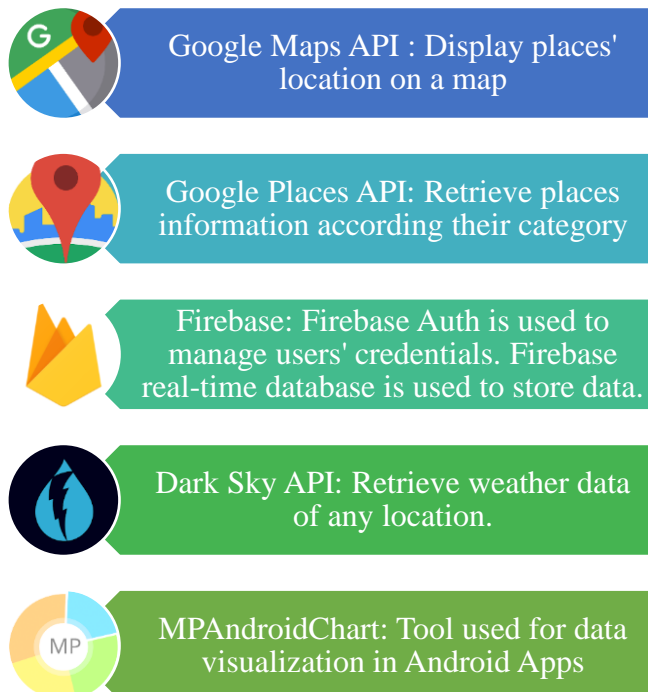 G
Google Maps API : Display places'
location on a map
Google Places API: Retrieve places
information according their category
Firebase: Firebase Auth is used to
manage users' credentials. Firebase
real-time database is used to store data.
Dark Sky API: Retrieve weather data
of any location.
MP
MPAndroidChart: Tool used for data
visualization in Android Apps